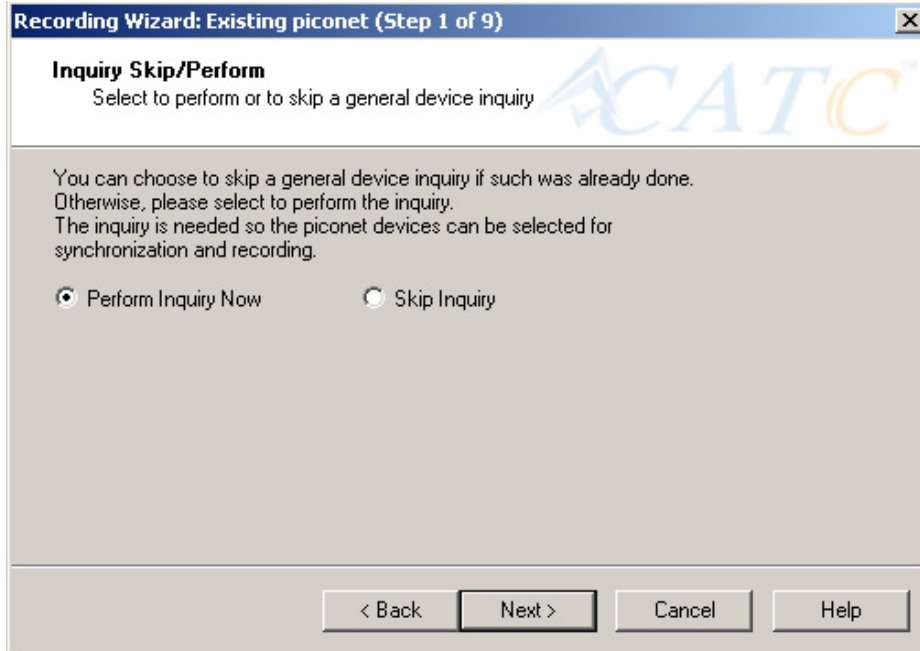 Recording Wizard: Existing piconet (Step 1 of 9)
Inquiry Skip/Perform
Select to perform or to skip a general device inquiry
CATC
You can choose to skip a general device inquiry if such was already done.
Otherwise, please select to perform the inquiry.
The inquiry is needed so the piconet devices can be selected for
synchronization and recording.
Perform Inquiry Now Skip Inquiry
< Back Next > Cancel Help